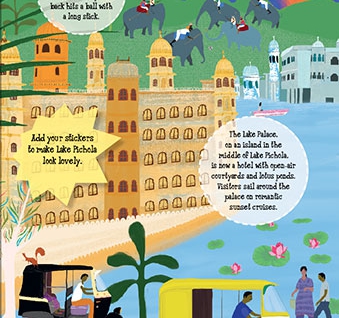 back hits a ball with
a long stick.
Add your stickers
to make Lake Pichola
look lovely.
The Lake Palace,
on an island in the
middle of Lake Pichola,
is now a hotel with open-air
courtyards and lotus ponds.
Visitors sail around the
palace on romantic
sunset cruises.